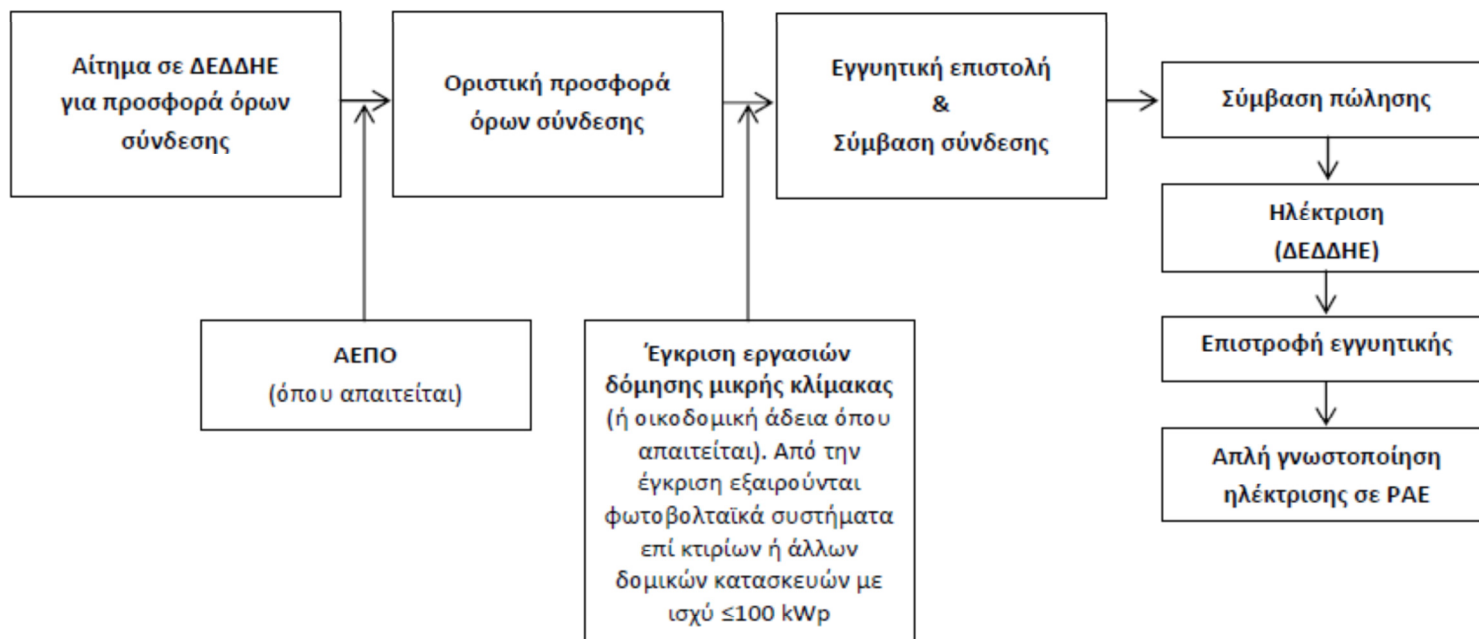 Αίτημα σε ΔΕΔΔΗΕ
για προσφορά όρων
σύνδεσης
Οριστική προσφορά
όρων σύνδεσης
Εγγυητική επιστολή
&
Σύμβαση σύνδεσης
Σύμβαση πώλησης
Ηλέκτριση
(ΔΕΔΔΗΕ)
Επιστροφή εγγυητικής
Απλή γνωστοποίηση
ηλέκτρισης σε ΡΑΕ
ΑΕΠΟ
(όπου απαιτείται)
Έγκριση εργασιών
δόμησης μικρής κλίμακας
(ή οικοδομική άδεια όπου
απαιτείται). Από την
έγκριση εξαιρούνται
φωτοβολταϊκά συστήματα
επί κτιρίων ή άλλων
δομικών κατασκευών με
ισχύ ≤100 kWp